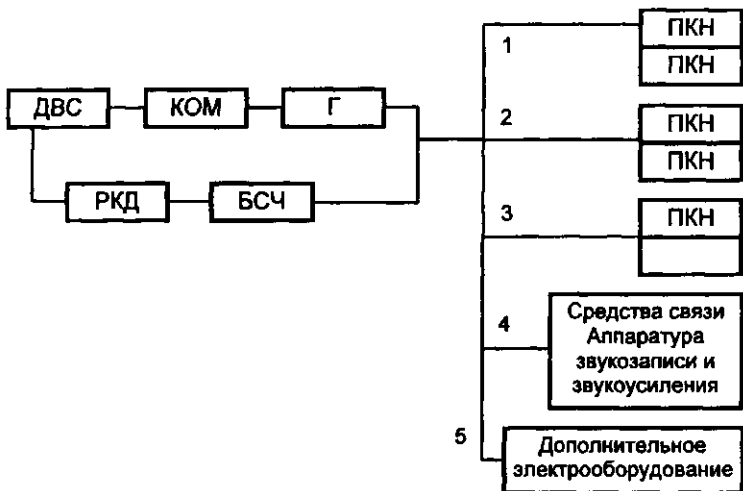 1
ПКН
ПКН
ДВС
КОМ
Г
2
ПКН
ПКН
РКД
БСЧ
3
ПКН
4
Средства связи
Аппаратура
звукозаписи и
звукоусиления
5
Дополнительное
электрооборудование